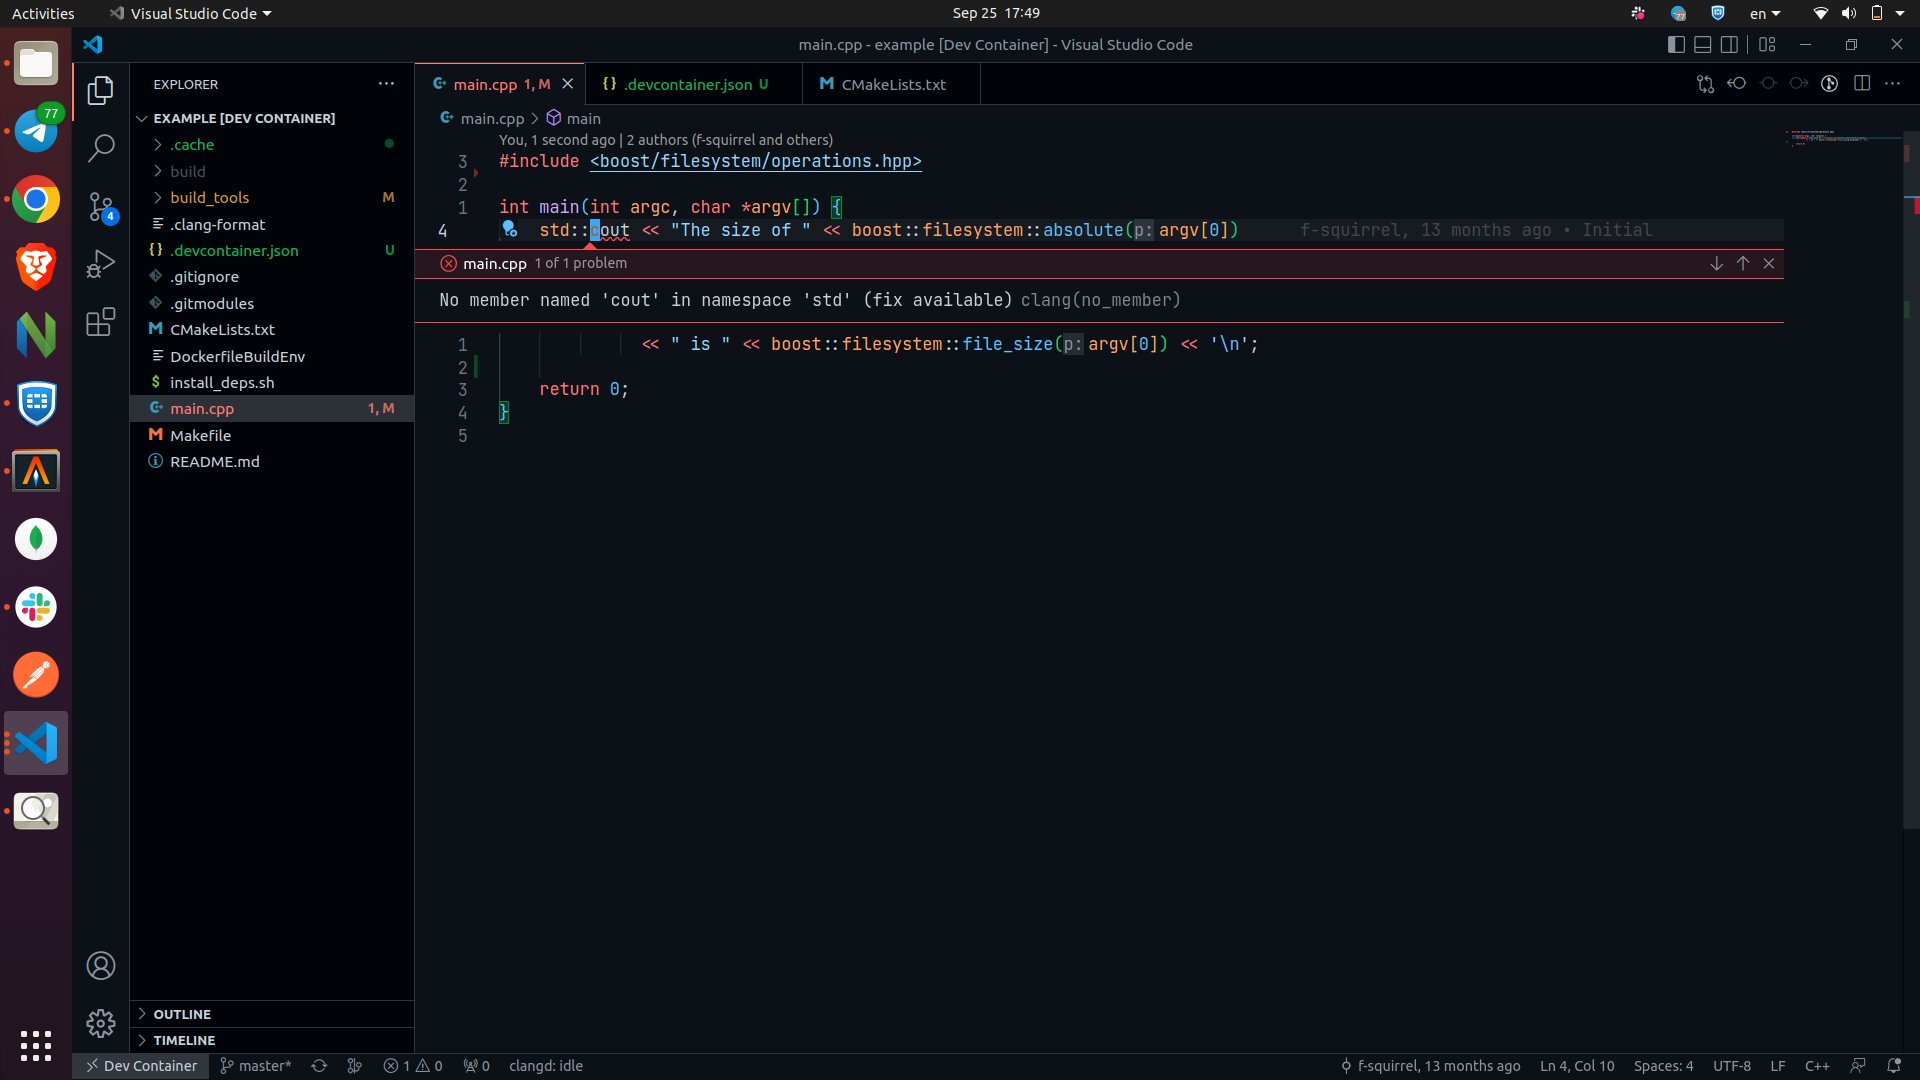 Activities
Visual Studio Code
Sep 25 17:49
en
main.cpp - example [Dev Container] - Visual Studio Code
77
EXPLORER
EXAMPLE [DEV CONTAINER]
.cache
build
build_tools M
.clang-format
.devcontainer.json U
.gitignore
.gitmodules
CMakeLists.txt
DockerfileBuildEnv
install_deps.sh
main.cpp 1, M
Makefile
README.md
OUTLINE
TIMELINE
4
main.cpp 1, M
.devcontainer.json U
CMakeLists.txt
main.cpp > main
You, 1 second ago | 2 authors (f-squirrel and others)
3 #include <boost/filesystem/operations.hpp>
2
1 int main(int argc, char *argv[]) {
4 std::cout << "The size of " << boost::filesystem::absolute(p: argv[0]) f-squirrel, 13 months ago • Initial
main.cpp 1 of 1 problem
No member named 'cout' in namespace 'std' (fix available) clang(no_member)
1 << " is " << boost::filesystem::file_size(p: argv[0]) << '\n';
2
3 return 0;
4 }
5
Dev Container
master*
1
0
0
clangd: idle
f-squirrel, 13 months ago
Ln 4, Col 10
Spaces: 4
UTF-8
LF
C++